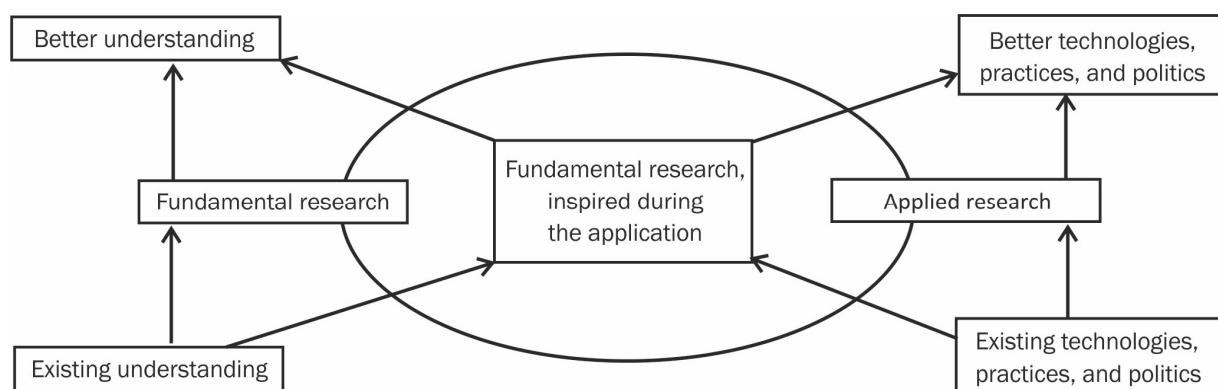 Better understanding
Better technologies,
practices, and politics
Fundamental research
Fundamental research,
inspired during
the application
Applied research
Existing understanding
Existing technologies,
practices, and politics